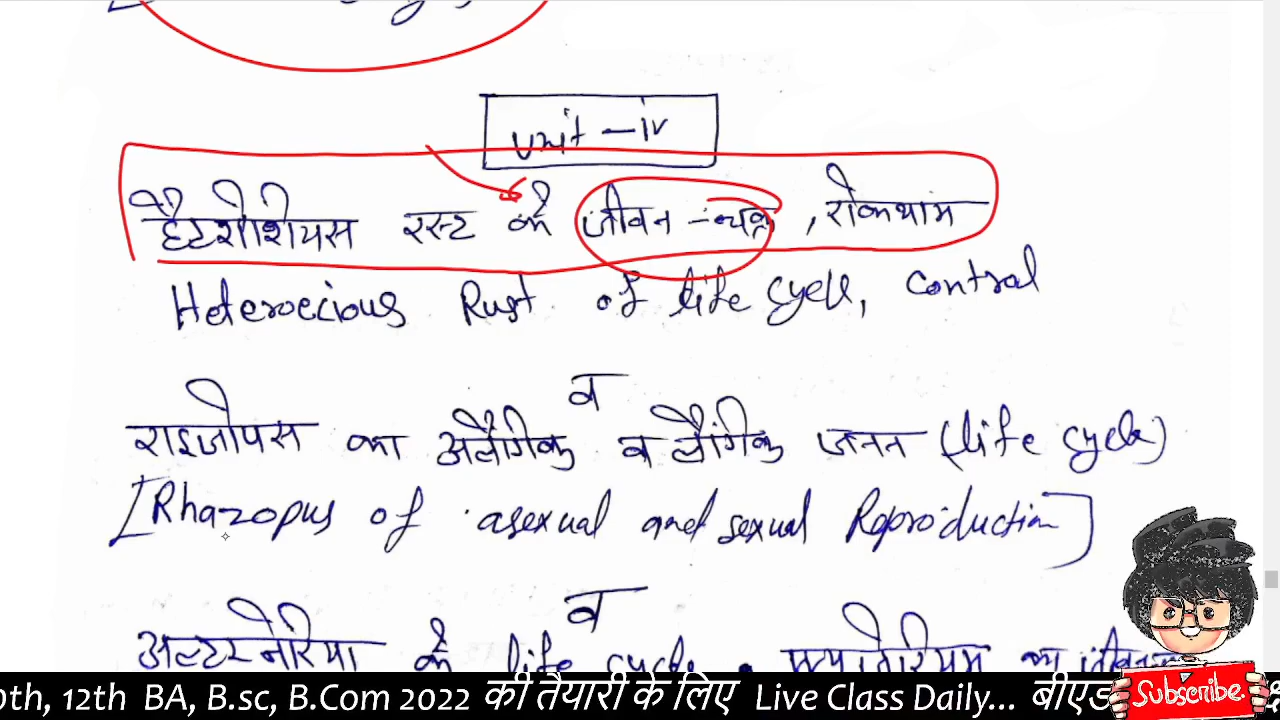 Unit - iv
हैटरोशियस रस्ट के जीवन-चक्र, रोकथाम
Heteroecious Rust of life cycle, control
व
राइजोपस का अलैंगिक व लैंगिक जनन (life cycle)
[Rhazopus of asexual and sexual Reproduction]
व
अल्टरनेरिया के life cycle
0th, 12th BA, B.sc, B.Com 2022 की तैयारी के लिए Live Class Daily... बीएड
Subscribe